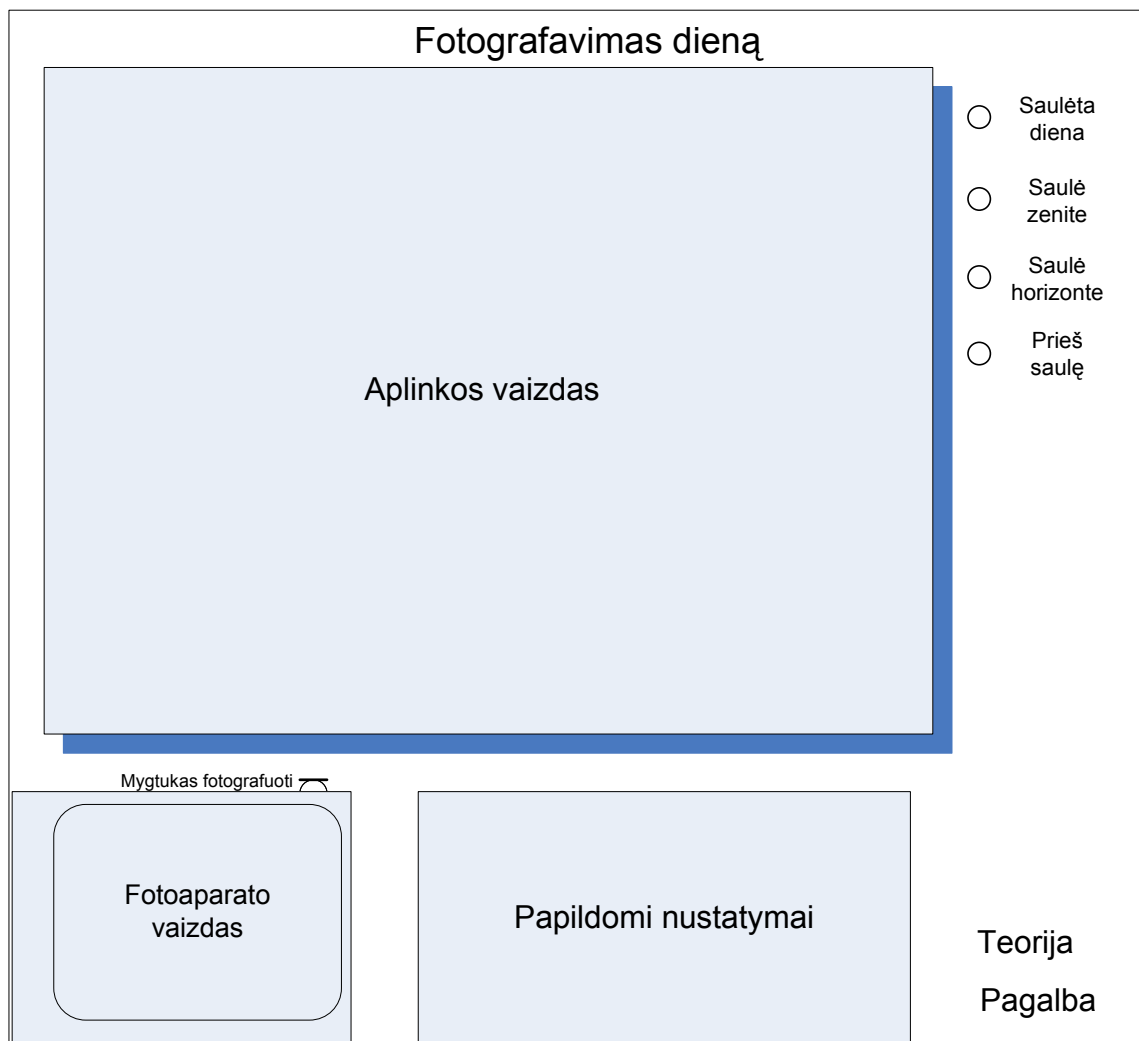 Fotografavimas dieną
Saulėta
diena
Saulė
zenite
Saulė
horizonte
Prieš
saulę
Aplinkos vaizdas
Mygtukas fotografuoti
Fotoaparato
vaizdas
Papildomi nustatymai
Teorija
Pagalba